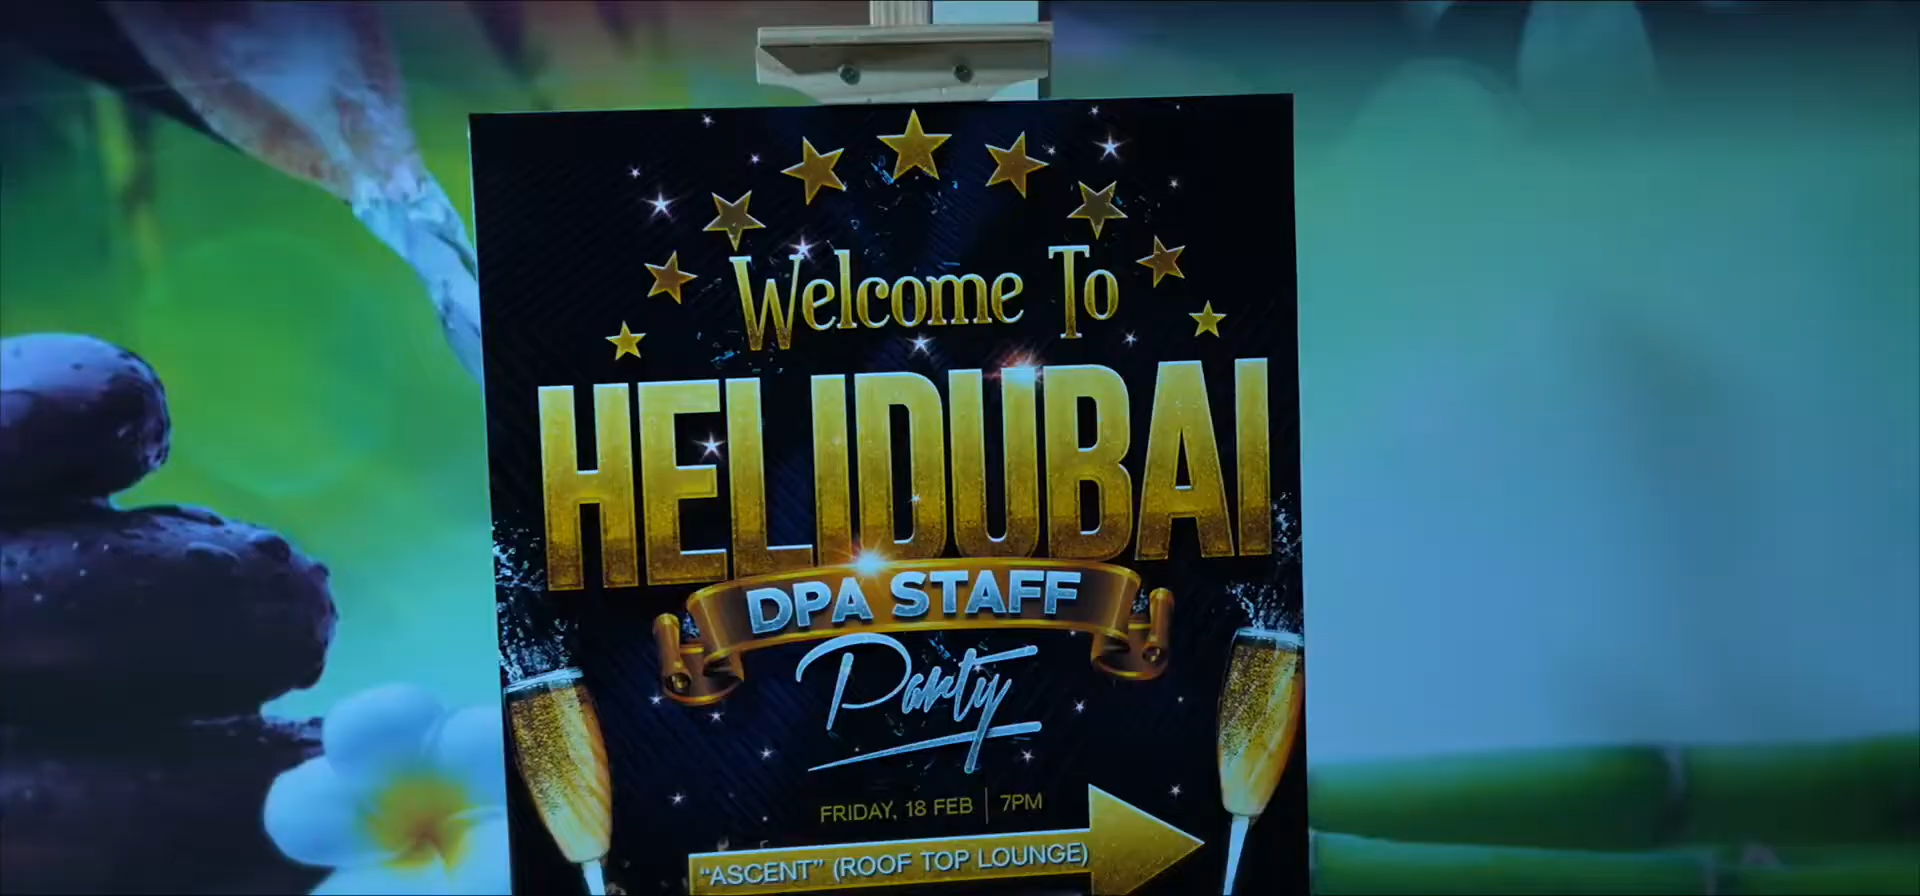 Welcome To
HELIDUBAI
DPA STAFF
Party
FRIDAY, 18 FEB | 7PM
"ASCENT" (ROOF TOP LOUNGE)